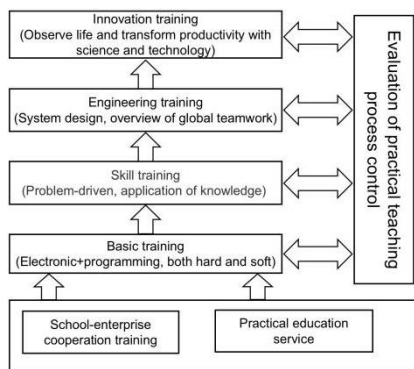 Innovation training
(Observe life and transform productivity with
science and technology)
Engineering training
(System design, overview of global teamwork)
Skill training
(Problem-driven, application of knowledge)
Basic training
(Electronic+programming, both hard and soft)
School-enterprise
cooperation training
Practical education
service
Evaluation of practical teaching
process control